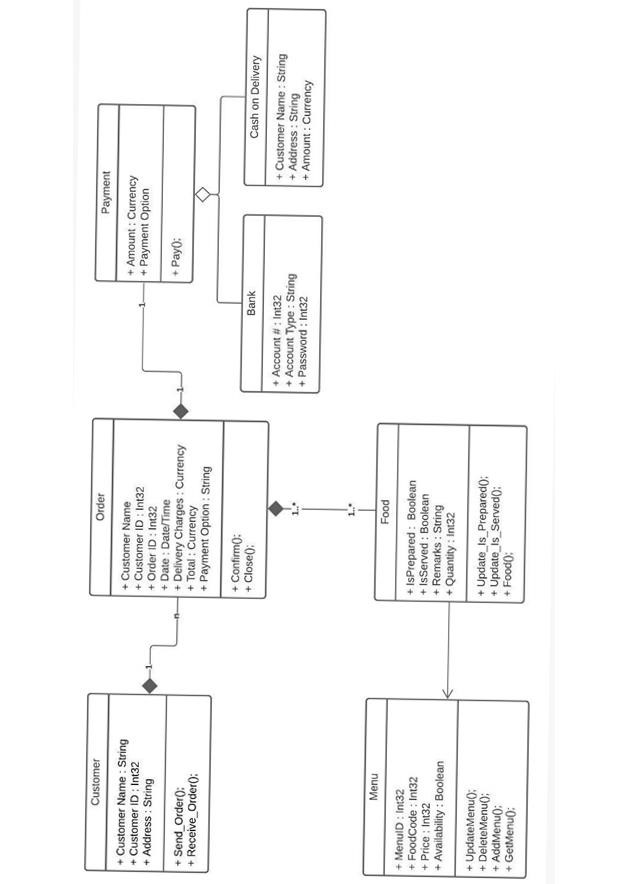 Customer
+ Customer Name : String
+ Customer ID : Int32
+ Address : String
+ Send_Order();
+ Receive_Order();
1
n
Order
+ Customer Name
+ Customer ID : Int32
+ Order ID : Int32
+ Date : Date/Time
+ Delivery Charges : Currency
+ Total : Currency
+ Payment Option : String
+ Confirm();
+ Close();
1
1
Payment
+ Amount : Currency
+ Payment Option
+ Pay();
Bank
+ Account # : Int32
+ Account Type : String
+ Password : Int32
Cash on Delivery
+ Customer Name : String
+ Address : String
+ Amount : Currency
1..*
1..*
Menu
+ MenuID : Int32
+ FoodCode : Int32
+ Price : Int32
+ Availability : Boolean
+ UpdateMenu();
+ DeleteMenu();
+ AddMenu();
+ GetMenu();
Food
+ IsPrepared : Boolean
+ IsServed : Boolean
+ Remarks : String
+ Quantity : Int32
+ Update_Is_Prepared();
+ Update_Is_Served();
+ Food();